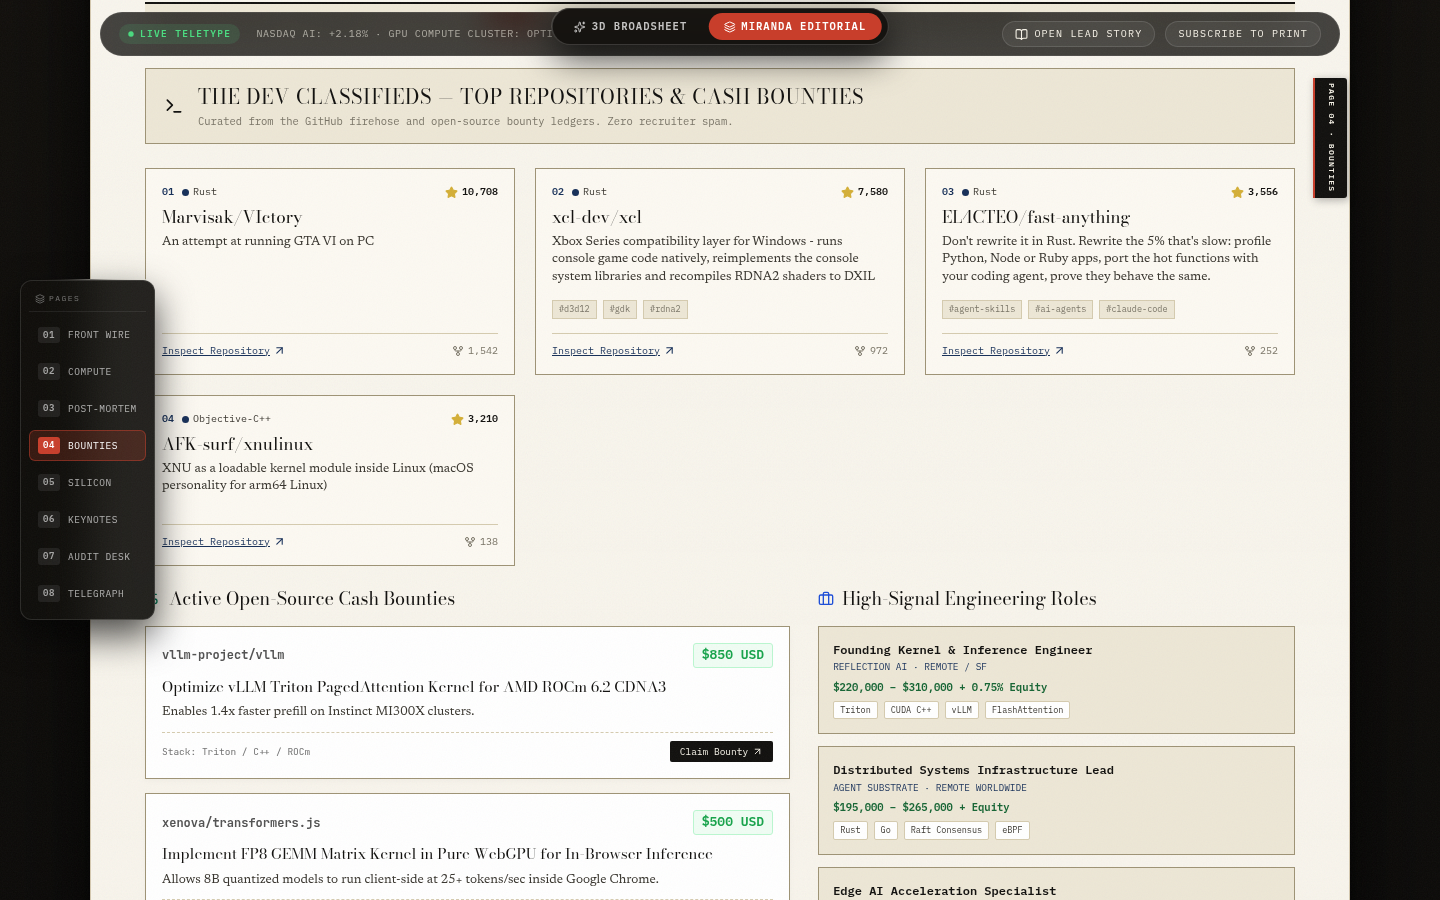 LIVE TELETYPE
NASDAQ AI: +2.18% · GPU COMPUTE CLUSTER: OPTI
3D BROADSHEET
MIRANDA EDITORIAL
OPEN LEAD STORY
SUBSCRIBE TO PRINT
THE DEV CLASSIFIEDS — TOP REPOSITORIES & CASH BOUNTIES
Curated from the GitHub firehose and open-source bounty ledgers. Zero recruiter spam.
PAGE 04 · BOUNTIES
01 Rust 10,708
Marvisak/VIctory
An attempt at running GTA VI on PC
Inspect Repository 1,542
02 Rust 7,580
xcl-dev/xcl
Xbox Series compatibility layer for Windows - runs
console game code natively, reimplements the console
system libraries and recompiles RDNA2 shaders to DXIL
#d3d12 #gdk #rdna2
Inspect Repository 972
03 Rust 3,556
EL4CTEO/fast-anything
Don't rewrite it in Rust. Rewrite the 5% that's slow: profile
Python, Node or Ruby apps, port the hot functions with
your coding agent, prove they behave the same.
#agent-skills #ai-agents #claude-code
Inspect Repository 252
PAGES
01 FRONT WIRE
02 COMPUTE
03 POST-MORTEM
04 BOUNTIES
05 SILICON
06 KEYNOTES
07 AUDIT DESK
08 TELEGRAPH
04 Objective-C++ 3,210
AFK-surf/xnulinux
XNU as a loadable kernel module inside Linux (macOS
personality for arm64 Linux)
Inspect Repository 138
Active Open-Source Cash Bounties
vllm-project/vllm
$850 USD
Optimize vLLM Triton PagedAttention Kernel for AMD ROCm 6.2 CDNA3
Enables 1.4x faster prefill on Instinct MI300X clusters.
Stack: Triton / C++ / ROCm
Claim Bounty
xenova/transformers.js
$500 USD
Implement FP8 GEMM Matrix Kernel in Pure WebGPU for In-Browser Inference
Allows 8B quantized models to run client-side at 25+ tokens/sec inside Google Chrome.
High-Signal Engineering Roles
Founding Kernel & Inference Engineer
REFLECTION AI · REMOTE / SF
$220,000 – $310,000 + 0.75% Equity
Triton CUDA C++ vLLM FlashAttention
Distributed Systems Infrastructure Lead
AGENT SUBSTRATE · REMOTE WORLDWIDE
$195,000 – $265,000 + Equity
Rust Go Raft Consensus eBPF
Edge AI Acceleration Specialist